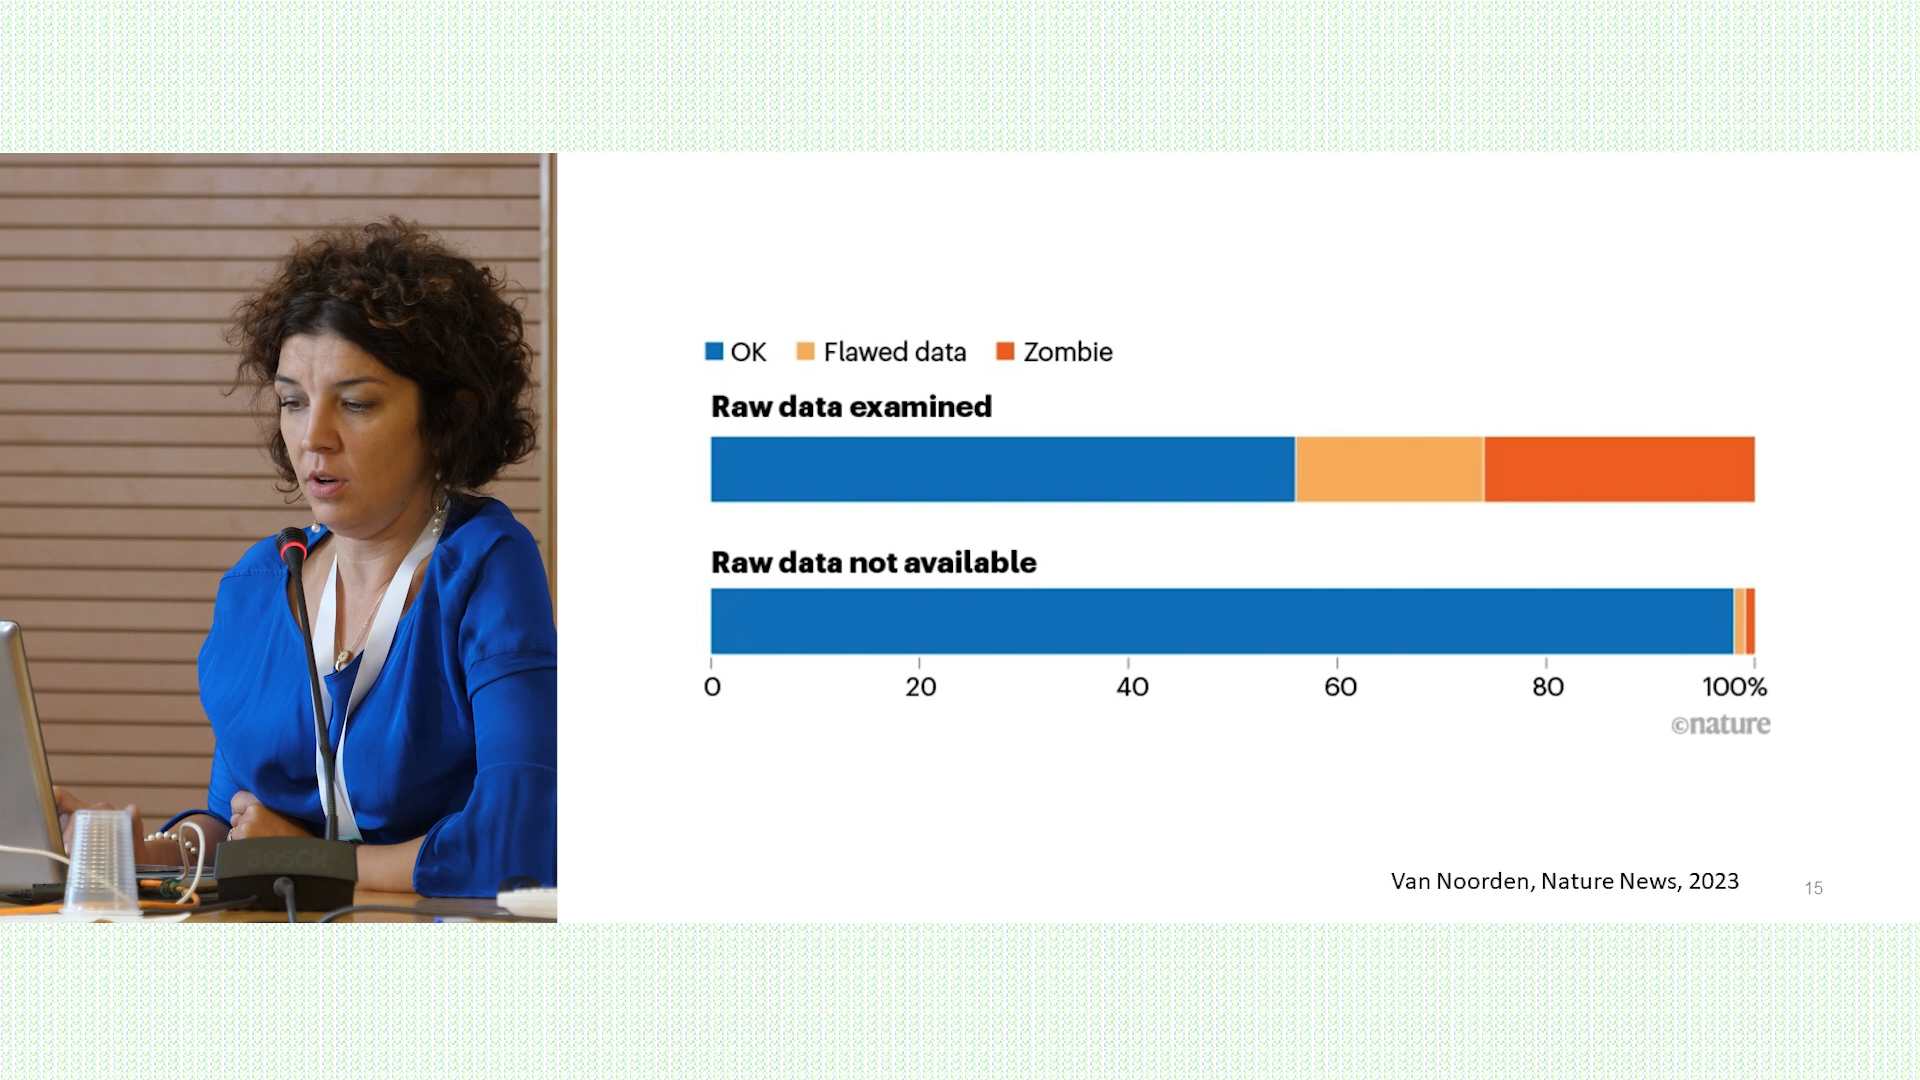 OK Flawed data Zombie
Raw data examined
Raw data not available
0 20 40 60 80 100%
©nature
Van Noorden, Nature News, 2023
15
BOSCH